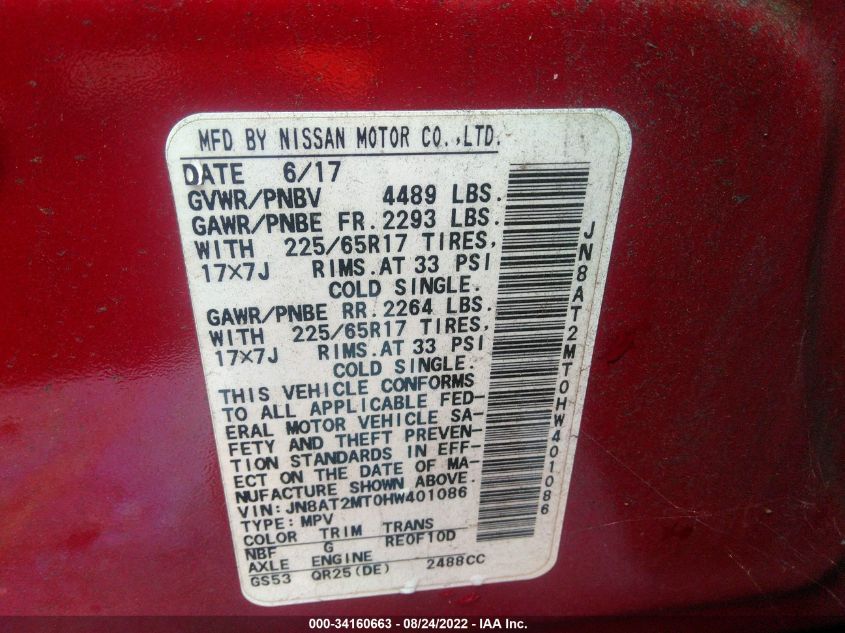 MFD BY NISSAN MOTOR CO.,LTD.
DATE 6/17
GVWR/PNBV 4489 LBS.
GAWR/PNBE FR.2293 LBS.
WITH 225/65R17 TIRES,
17×7J RIMS.AT 33 PSI
COLD SINGLE.
GAWR/PNBE RR.2264 LBS.
WITH 225/65R17 TIRES,
17×7J RIMS.AT 33 PSI
COLD SINGLE.
THIS VEHICLE CONFORMS
TO ALL APPLICABLE FED-
ERAL MOTOR VEHICLE SA-
FETY AND THEFT PREVEN-
TION STANDARDS IN EFF-
ECT ON THE DATE OF MA-
NUFACTURE SHOWN ABOVE.
VIN:JN8AT2MT0HW401086
TYPE:MPV
COLOR TRIM TRANS
NBF G RE0F10D
AXLE ENGINE
GS53 QR25(DE) 2488CC
JN8AT2MT0HW401086
000-34160663 - 08/24/2022 - IAA Inc.